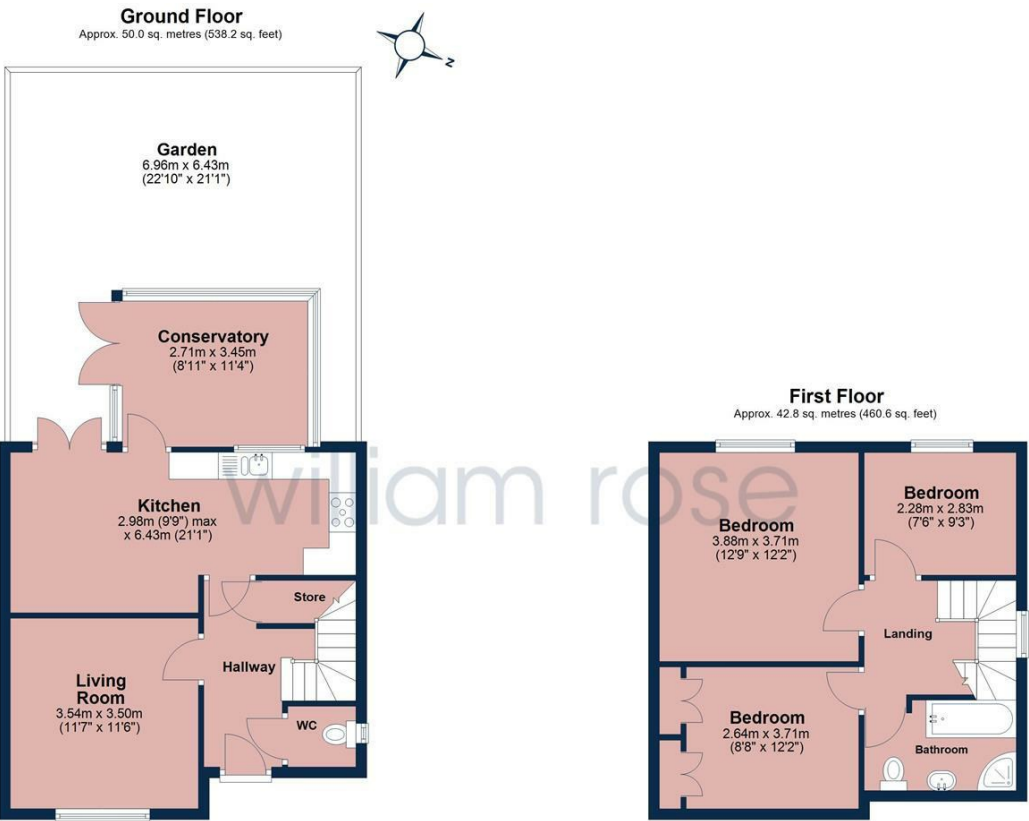 Ground Floor
Approx. 50.0 sq. metres (538.2 sq. feet)
N
Garden
6.96m x 6.43m
(22'10" x 21'1")
Conservatory
2.71m x 3.45m
(8'11" x 11'4")
Kitchen
2.98m (9'9") max
x 6.43m (21'1")
Store
Hallway
Living
Room
3.54m x 3.50m
(11'7" x 11'6")
WC
william rose
First Floor
Approx. 42.8 sq. metres (460.6 sq. feet)
Bedroom
3.88m x 3.71m
(12'9" x 12'2")
Bedroom
2.28m x 2.83m
(7'6" x 9'3")
Landing
Bedroom
2.64m x 3.71m
(8'8" x 12'2")
Bathroom